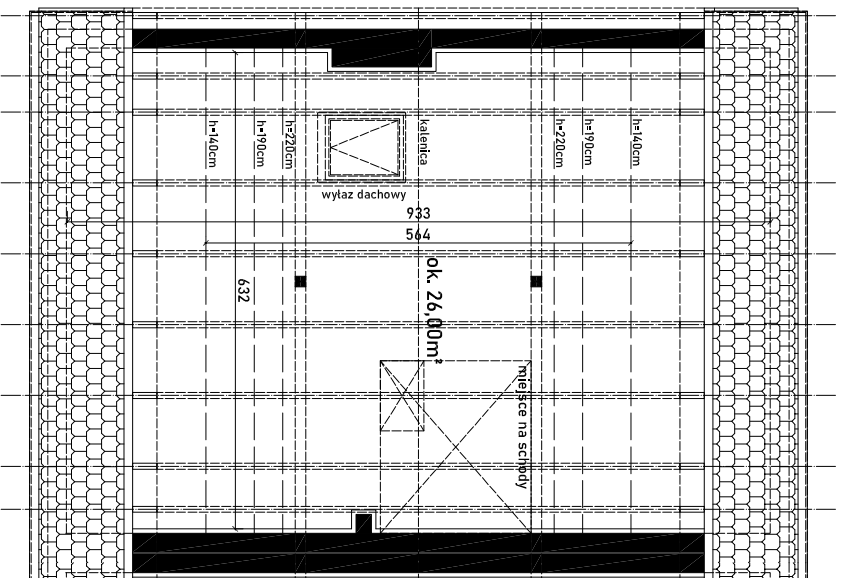 h=140cm
h=190cm
h=220cm
kalenica
h=220cm
h=190cm
h=140cm
wyłaz dachowy
933
564
632
ok. 26,00m²
miejsce na schody